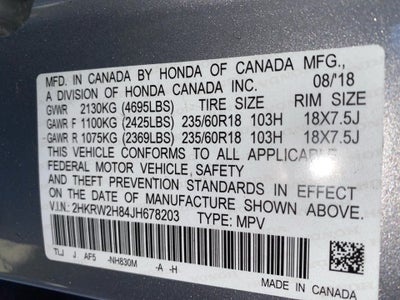 MFD. IN CANADA BY HONDA OF CANADA MFG.,
A DIVISION OF HONDA CANADA INC. 08/'18
GVWR 2130KG (4695LBS) TIRE SIZE RIM SIZE
GAWR F 1100KG (2425LBS) 235/60R18 103H 18X7.5J
GAWR R 1075KG (2369LBS) 235/60R18 103H 18X7.5J
THIS VEHICLE CONFORMS TO ALL APPLICABLE
FEDERAL MOTOR VEHICLE, SAFETY
AND THEFT PREVENTION STANDARDS IN EFFECT
ON THE DATE OF MANUFACTURE SHOWN ABOVE.
V.I.N: 2HKRW2H84JH678203 TYPE: MPV
TLJ J AF5 -NH830M -A -H
MADE IN CANADA